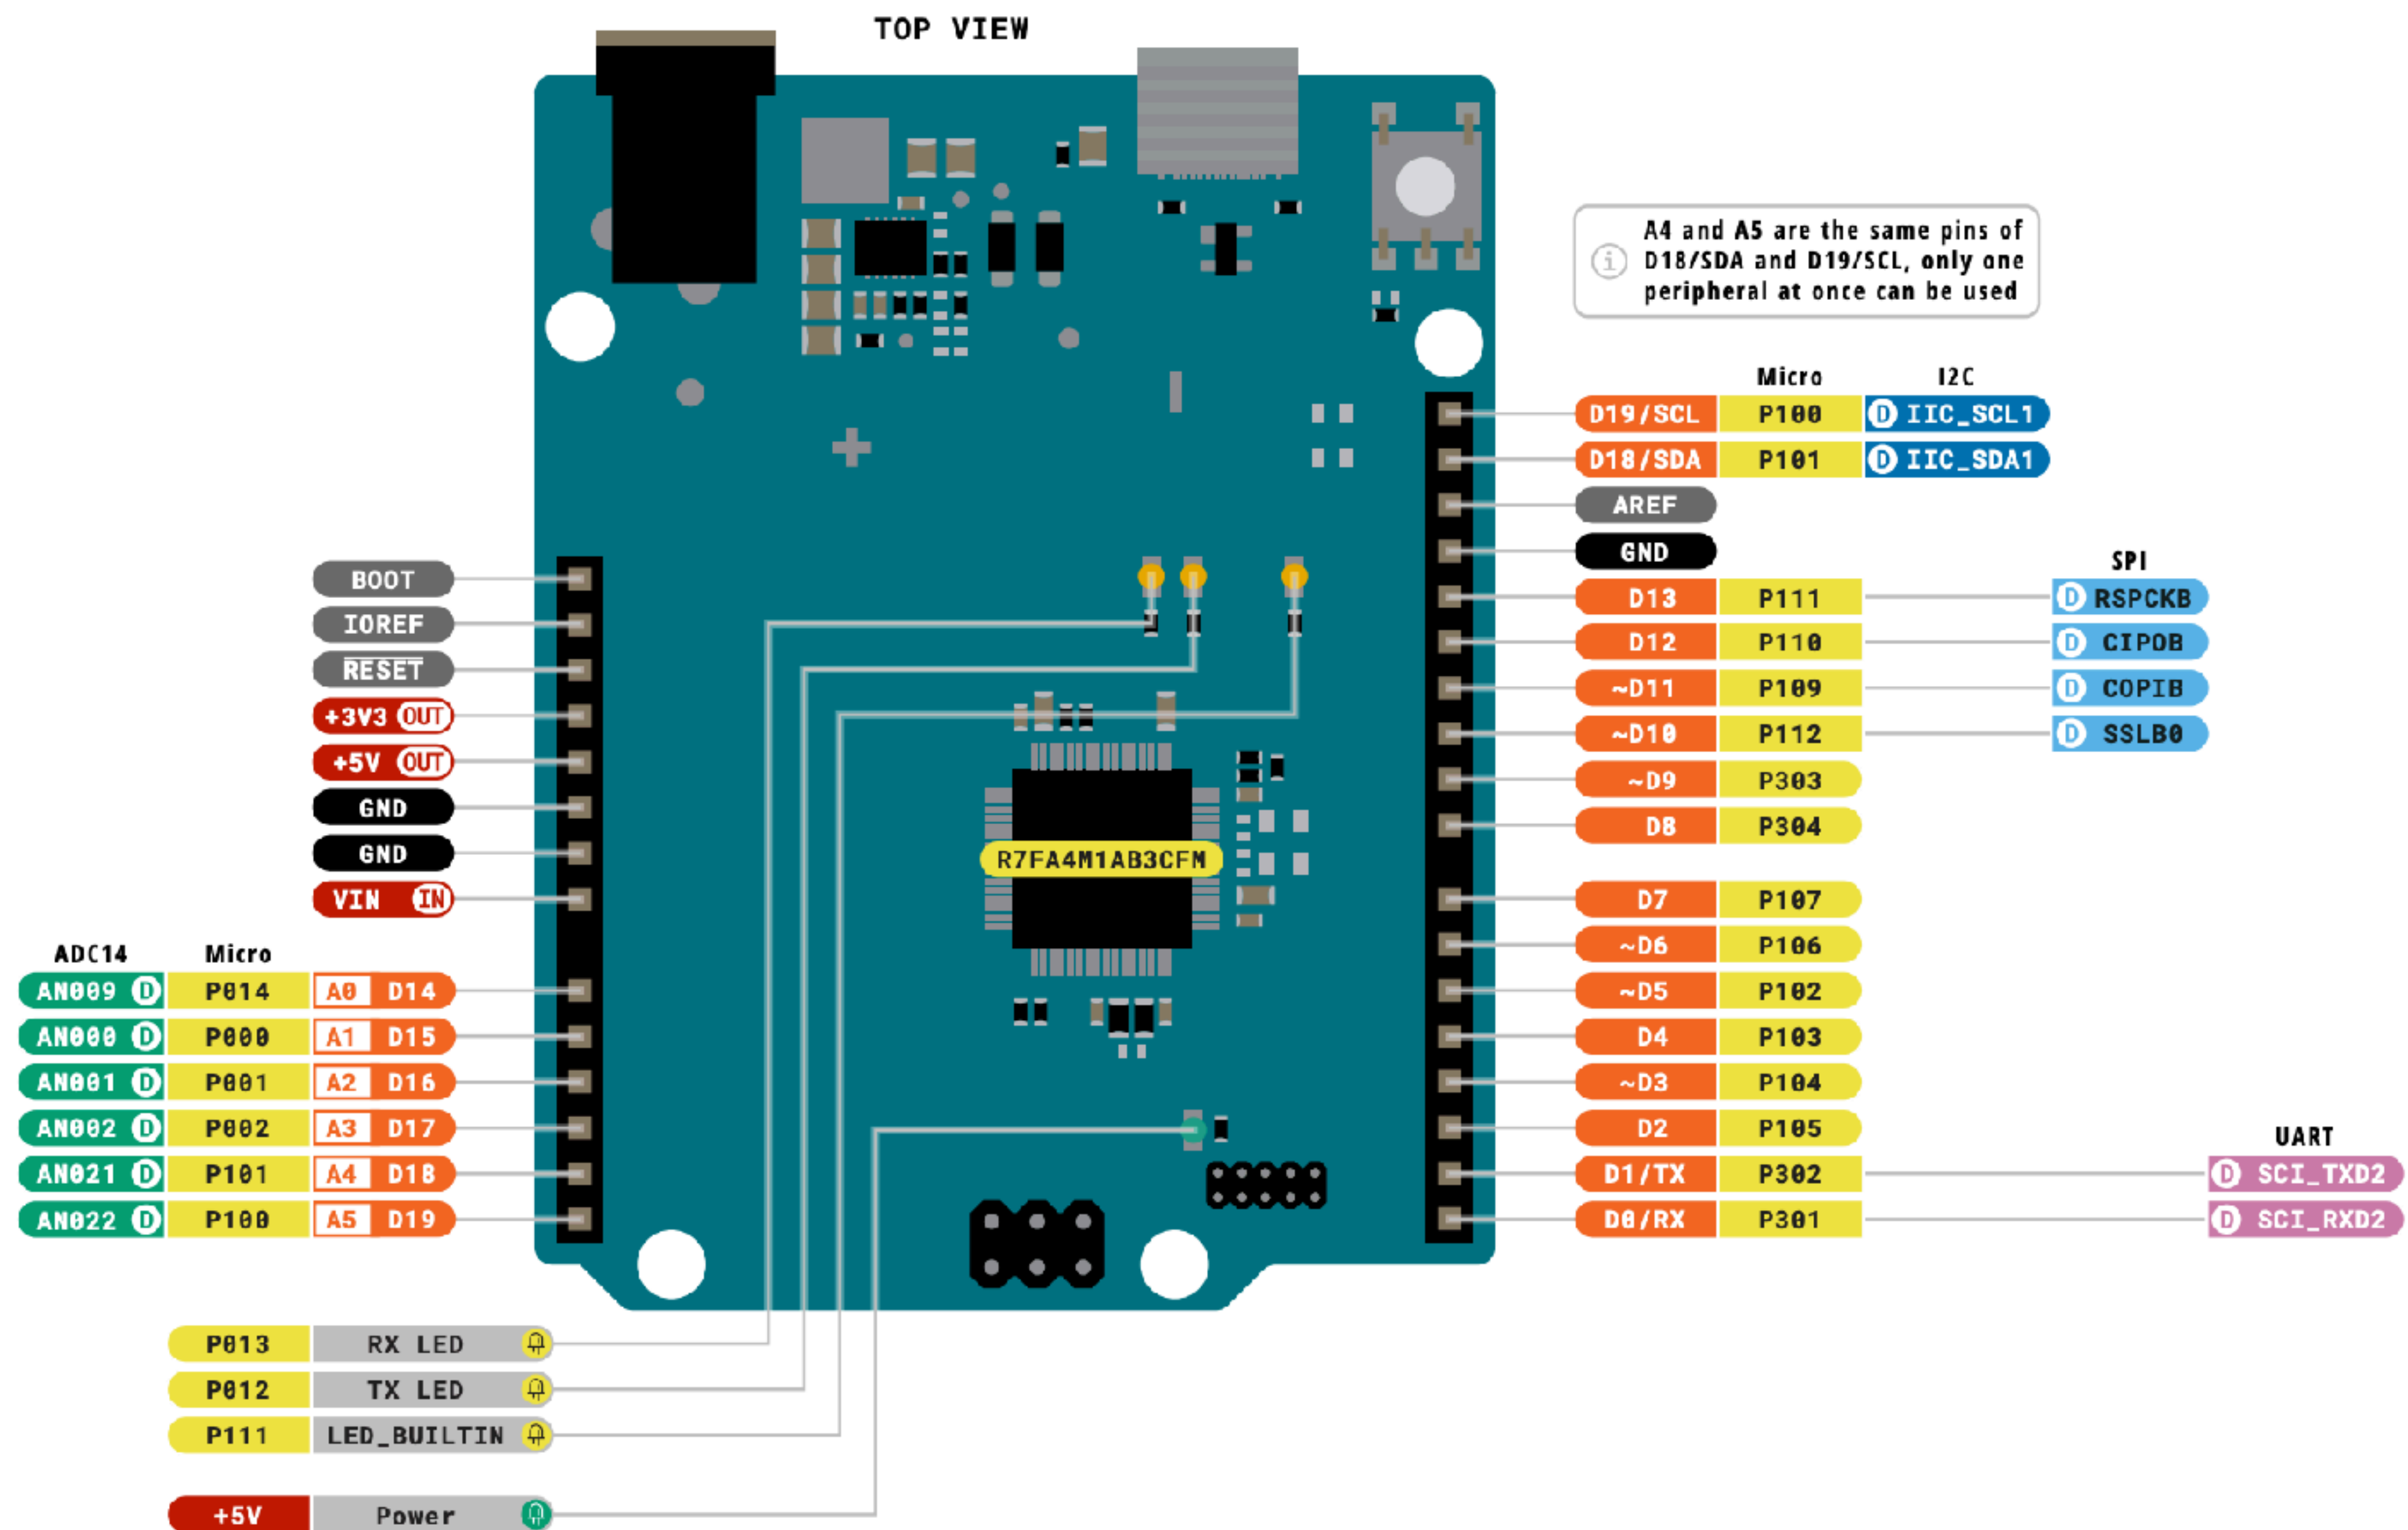 TOP VIEW
A4 and A5 are the same pins of
D18/SDA and D19/SCL, only one
peripheral at once can be used
Micro I2C
D19/SCL P100 D IIC_SCL1
D18/SDA P101 D IIC_SDA1
AREF
GND
SPI
D13 P111 D RSPCKB
D12 P110 D CIPOB
~D11 P109 D COPIB
~D10 P112 D SSLB0
~D9 P303
D8 P304
D7 P107
~D6 P106
~D5 P102
D4 P103
~D3 P104
D2 P105
UART
D1/TX P302 D SCI_TXD2
D0/RX P301 D SCI_RXD2
BOOT
IOREF
RESET
+3V3 OUT
+5V OUT
GND
GND
VIN IN
R7FA4M1AB3CFM
ADC14 Micro
AN009 D P014 A0 D14
AN000 D P000 A1 D15
AN001 D P001 A2 D16
AN002 D P002 A3 D17
AN021 D P101 A4 D18
AN022 D P100 A5 D19
P013 RX LED
P012 TX LED
P111 LED_BUILTIN
+5V Power